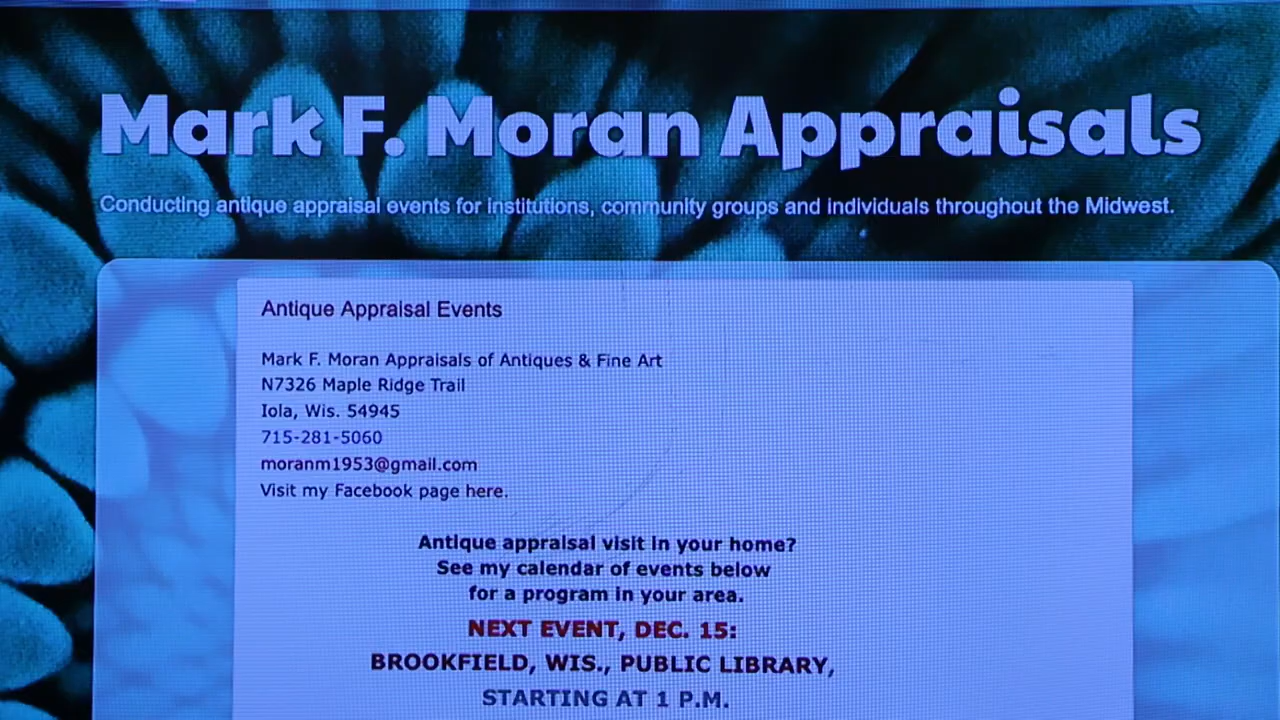 Mark F. Moran Appraisals
Conducting antique appraisal events for institutions, community groups and individuals throughout the Midwest.
Antique Appraisal Events
Mark F. Moran Appraisals of Antiques & Fine Art
N7326 Maple Ridge Trail
Iola, Wis. 54945
715-281-5060
moranm1953@gmail.com
Visit my Facebook page here.
Antique appraisal visit in your home?
See my calendar of events below
for a program in your area.
NEXT EVENT, DEC. 15:
BROOKFIELD, WIS., PUBLIC LIBRARY,
STARTING AT 1 P.M.